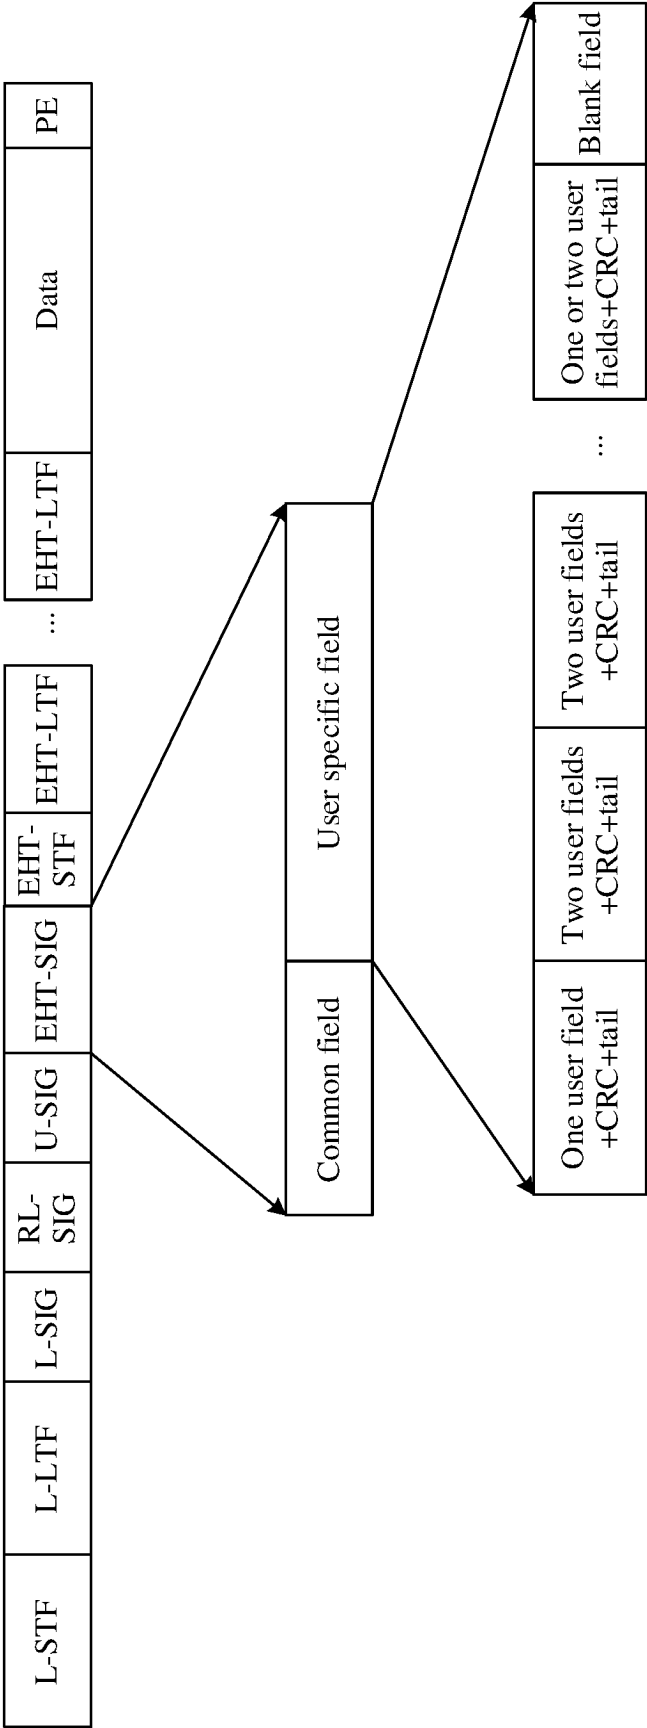 L-STF
L-LTF
L-SIG
RL-
SIG
U-SIG
EHT-SIG
EHT-
STF
EHT-LTF
...
EHT-LTF
Data
PE
Common field
User specific field
One user field
+CRC+tail
Two user fields
+CRC+tail
Two user fields
+CRC+tail
...
One or two user
fields+CRC+tail
Blank field